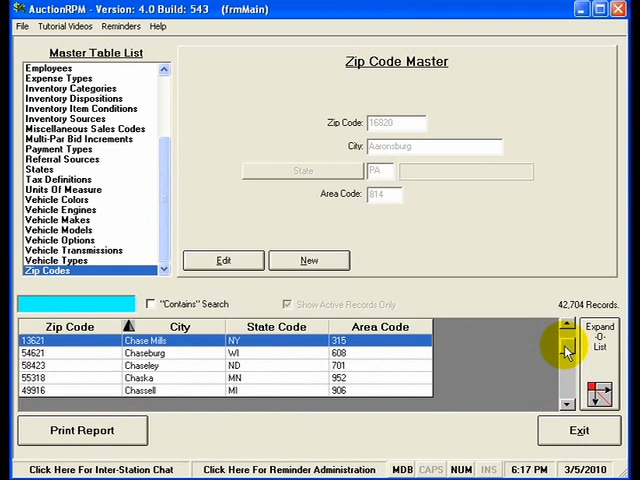 AuctionRPM - Version: 4.0 Build: 543 (frmMain)
File Tutorial Videos Reminders Help
Master Table List
Employees
Expense Types
Inventory Categories
Inventory Dispositions
Inventory Item Conditions
Inventory Sources
Miscellaneous Sales Codes
Multi-Par Bid Increments
Payment Types
Referral Sources
States
Tax Definitions
Units Of Measure
Vehicle Colors
Vehicle Engines
Vehicle Makes
Vehicle Models
Vehicle Options
Vehicle Transmissions
Vehicle Types
Zip Codes
Zip Code Master
Zip Code: 16820
City: Aaronsburg
State PA
Area Code: 814
Edit New
"Contains" Search Show Active Records Only 42,704 Records.
Zip Code City State Code Area Code
13621 Chase Mills NY 315
54621 Chaseburg WI 608
58423 Chaseley ND 701
55318 Chaska MN 952
49916 Chassell MI 906
Expand
-O-
List
Print Report Exit
Click Here For Inter-Station Chat Click Here For Reminder Administration MDB CAPS NUM INS 6:17 PM 3/5/2010